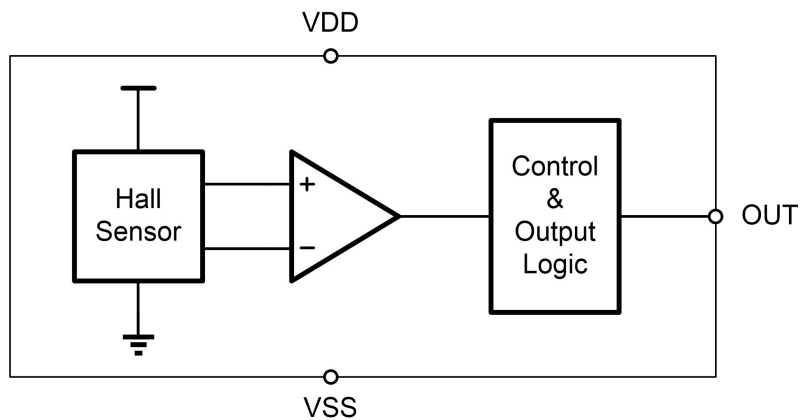 VDD
Hall
Sensor
+
−
Control
&
Output
Logic
OUT
VSS